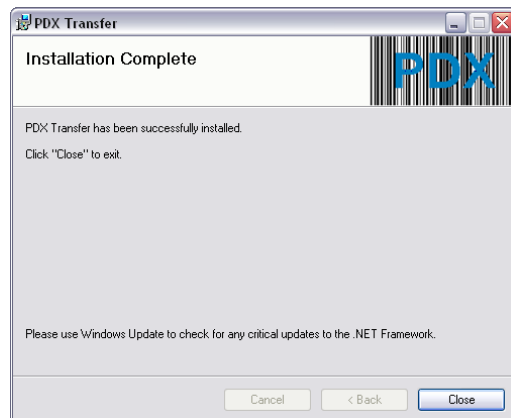 PDX Transfer
Installation Complete
PDX
PDX Transfer has been successfully installed.
Click "Close" to exit.
Please use Windows Update to check for any critical updates to the .NET Framework.
Cancel
< Back
Close